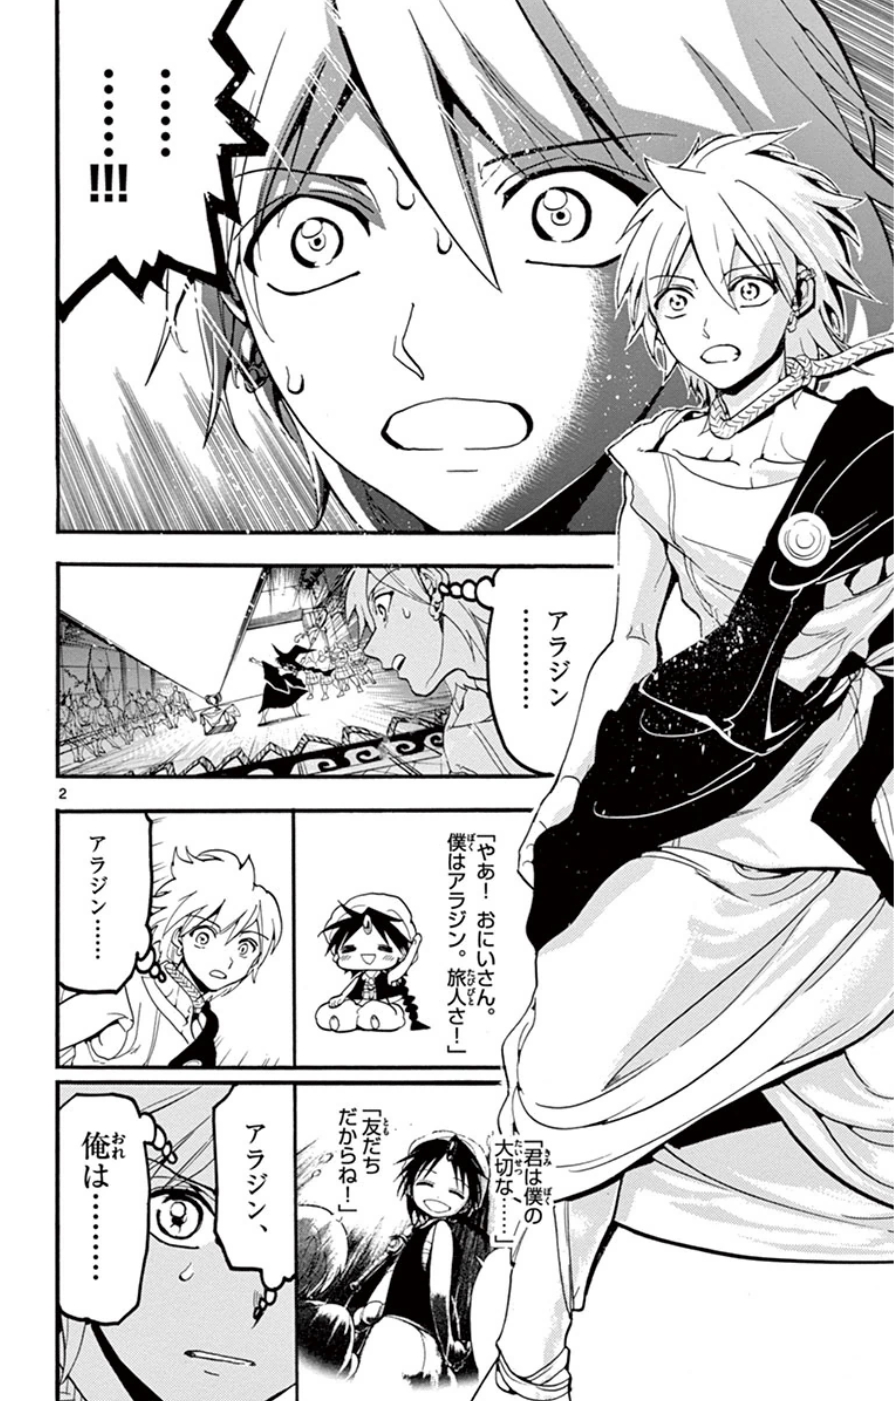 ………
………!!!
アラジン
………
2
「やあ！おにいさん。
僕はアラジン。旅人さ！」
アラジン……
「君は僕の
大切な……」
「友だち
だからね！」
アラジン、
俺は………